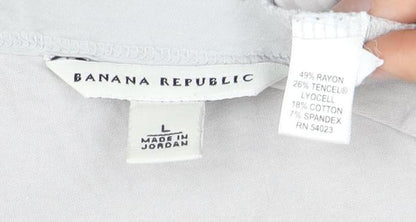 BANANA REPUBLIC
L
MADE IN
JORDAN
49% RAYON
26% TENCEL®
LYOCELL
18% COTTON
7% SPANDEX
RN 54023